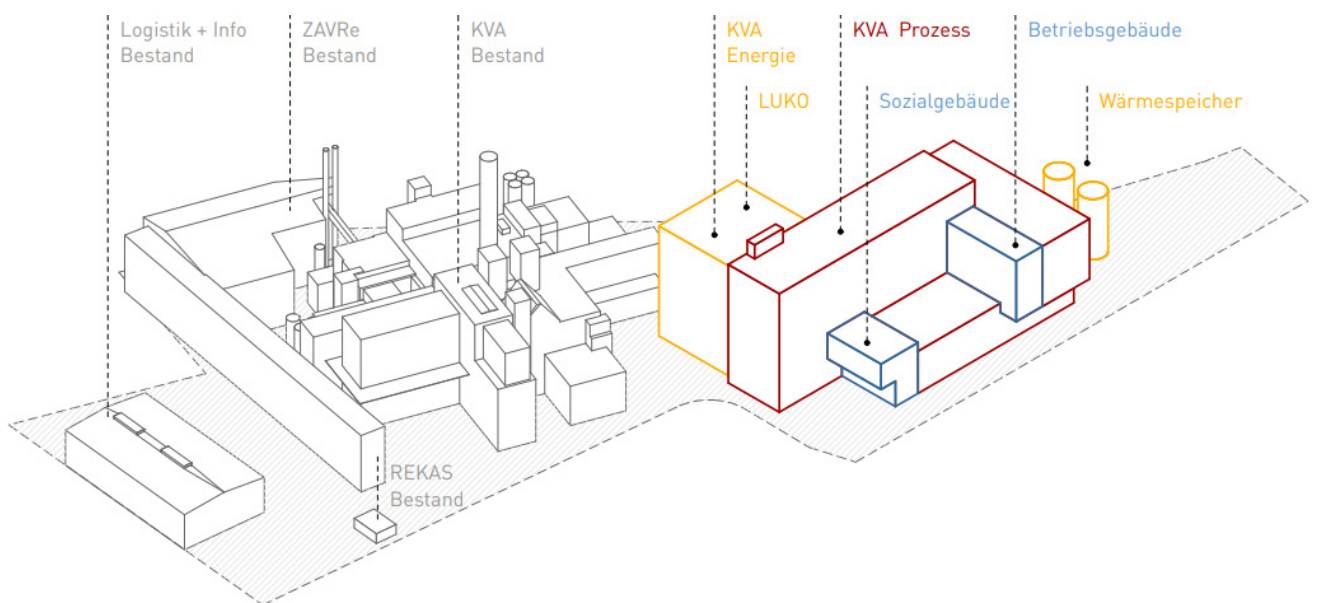 Logistik + Info
Bestand
ZAVRe
Bestand
KVA
Bestand
KVA
Energie
KVA Prozess
Betriebsgebäude
LUKO
Sozialgebäude
Wärmespeicher
REKAS
Bestand